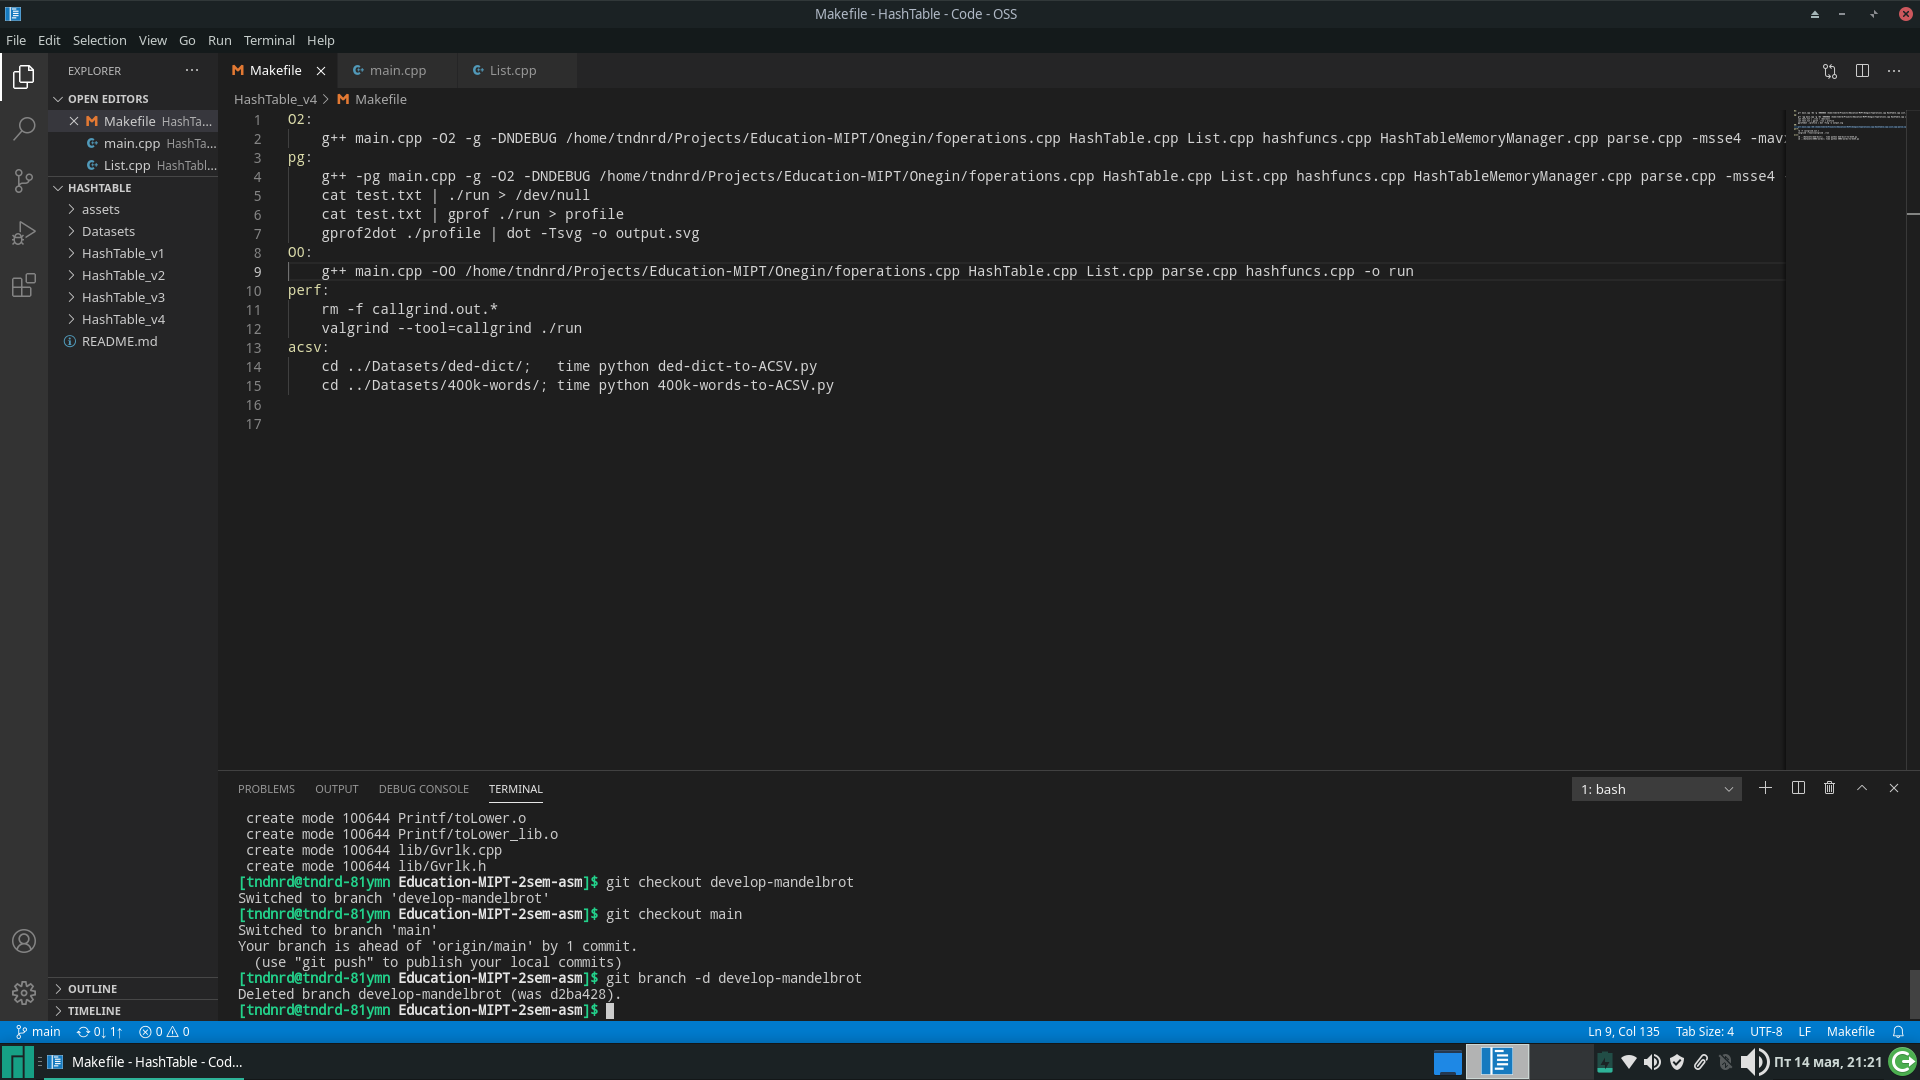 Makefile - HashTable - Code - OSS
File Edit Selection View Go Run Terminal Help
EXPLORER
Makefile
main.cpp
List.cpp
OPEN EDITORS
Makefile HashTa...
main.cpp HashTa...
List.cpp HashTabl...
HASHTABLE
assets
Datasets
HashTable_v1
HashTable_v2
HashTable_v3
HashTable_v4
README.md
OUTLINE
TIMELINE
HashTable_v4 > Makefile
1 O2:
2 g++ main.cpp -O2 -g -DNDEBUG /home/tndnrd/Projects/Education-MIPT/Onegin/foperations.cpp HashTable.cpp List.cpp hashfuncs.cpp HashTableMemoryManager.cpp parse.cpp -msse4 -mav
3 pg:
4 g++ -pg main.cpp -g -O2 -DNDEBUG /home/tndnrd/Projects/Education-MIPT/Onegin/foperations.cpp HashTable.cpp List.cpp hashfuncs.cpp HashTableMemoryManager.cpp parse.cpp -msse4
5 cat test.txt | ./run > /dev/null
6 cat test.txt | gprof ./run > profile
7 gprof2dot ./profile | dot -Tsvg -o output.svg
8 O0:
9 g++ main.cpp -O0 /home/tndnrd/Projects/Education-MIPT/Onegin/foperations.cpp HashTable.cpp List.cpp parse.cpp hashfuncs.cpp -o run
10 perf:
11 rm -f callgrind.out.*
12 valgrind --tool=callgrind ./run
13 acsv:
14 cd ../Datasets/ded-dict/;   time python ded-dict-to-ACSV.py
15 cd ../Datasets/400k-words/; time python 400k-words-to-ACSV.py
16
17
PROBLEMS OUTPUT DEBUG CONSOLE TERMINAL
1: bash
create mode 100644 Printf/toLower.o
create mode 100644 Printf/toLower_lib.o
create mode 100644 lib/Gvrlk.cpp
create mode 100644 lib/Gvrlk.h
[tndnrd@tndrd-81ymn Education-MIPT-2sem-asm]$ git checkout develop-mandelbrot
Switched to branch 'develop-mandelbrot'
[tndnrd@tndrd-81ymn Education-MIPT-2sem-asm]$ git checkout main
Switched to branch 'main'
Your branch is ahead of 'origin/main' by 1 commit.
(use "git push" to publish your local commits)
[tndnrd@tndrd-81ymn Education-MIPT-2sem-asm]$ git branch -d develop-mandelbrot
Deleted branch develop-mandelbrot (was d2ba428).
[tndnrd@tndrd-81ymn Education-MIPT-2sem-asm]$
main 0↓ 1↑ 0 0
Ln 9, Col 135 Tab Size: 4 UTF-8 LF Makefile
Makefile - HashTable - Cod...
Пт 14 мая, 21:21